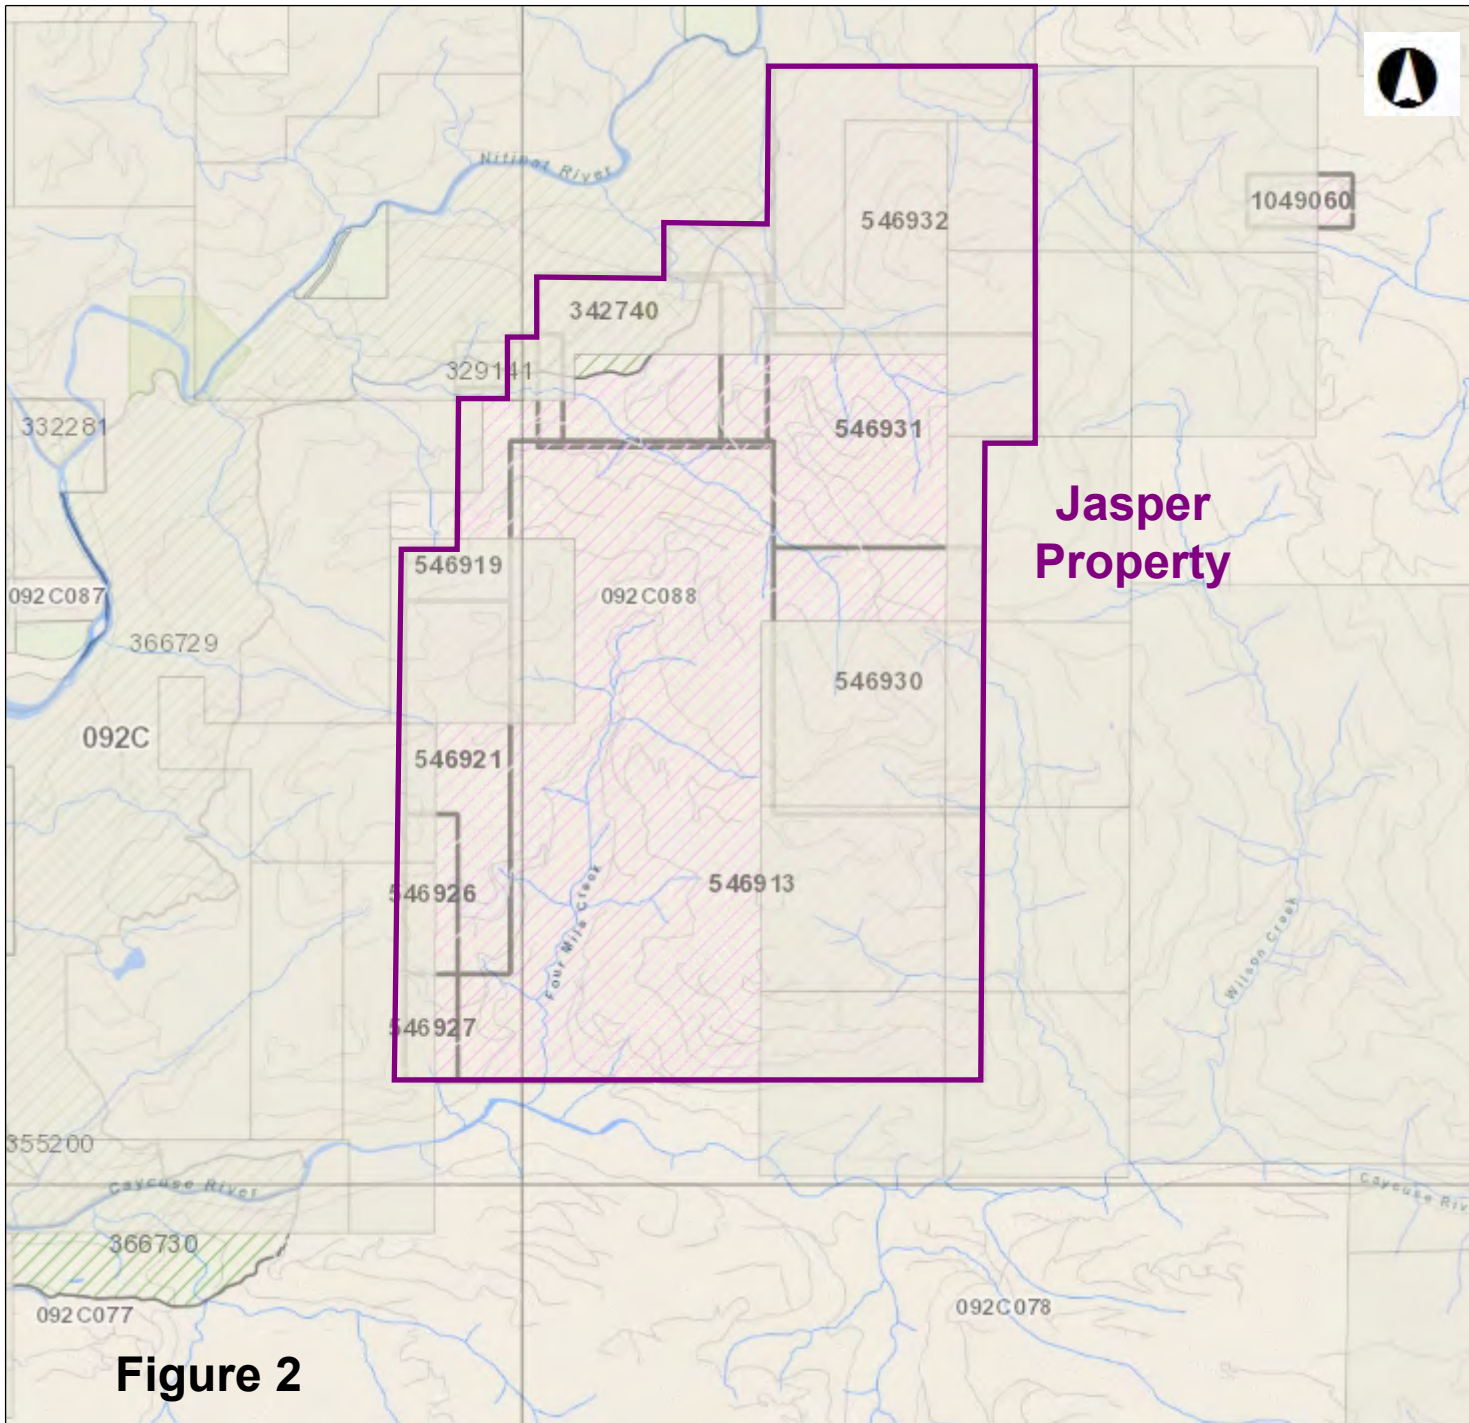 Nitinat River
1049060
546932
342740
329141
332281
546931
Jasper
Property
546919
092C087
092C088
366729
546930
092C
546921
546913
546926
Four Mile Creek
Wilson Creek
546927
355200
Caycuse River
Caycuse Riv
366730
092C077
092C078
Figure 2